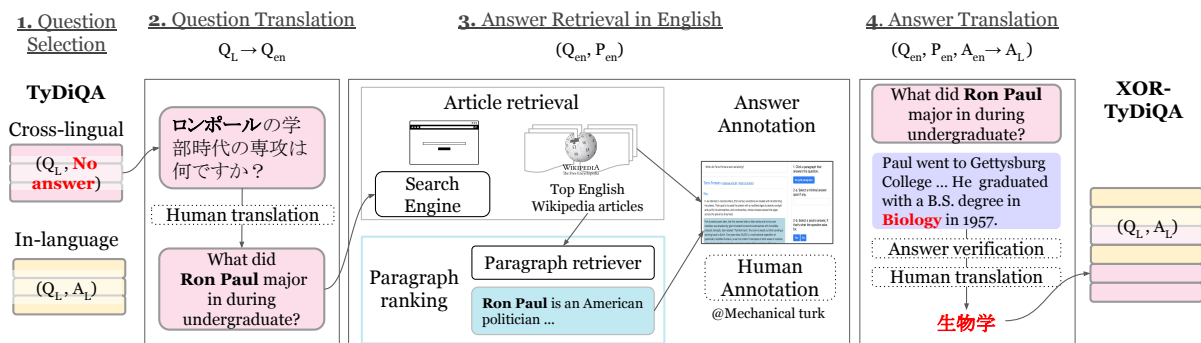 1. Question
Selection
2. Question Translation
Q_L → Q_en
3. Answer Retrieval in English
(Q_en, P_en)
4. Answer Translation
(Q_en, P_en, A_en → A_L)
TyDiQA
Cross-lingual
(Q_L, No
answer)
In-language
(Q_L, A_L)
ロンポールの学
部時代の専攻は
何ですか？
Human translation
What did
Ron Paul major
in during
undergraduate?
Article retrieval
Search
Engine
WIKIPEDIA
The Free Encyclopedia
Top English
Wikipedia articles
Paragraph
ranking
Paragraph retriever
Ron Paul is an American
politician ...
Answer
Annotation
Human
Annotation
@Mechanical turk
What did Ron Paul
major in during
undergraduate?
Paul went to Gettysburg
College ... He graduated
with a B.S. degree in
Biology in 1957.
Answer verification
Human translation
生物学
XOR-
TyDiQA
(Q_L, A_L)